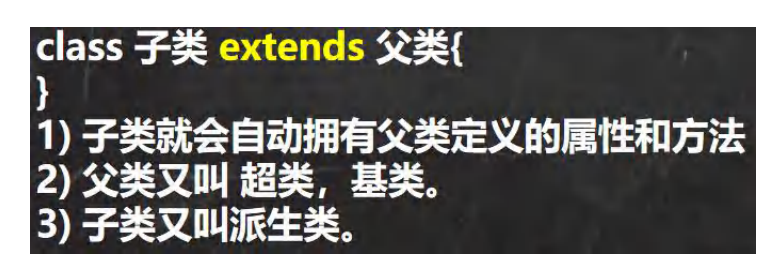 class 子类 extends 父类{
}
1) 子类就会自动拥有父类定义的属性和方法
2) 父类又叫 超类，基类。
3) 子类又叫派生类。